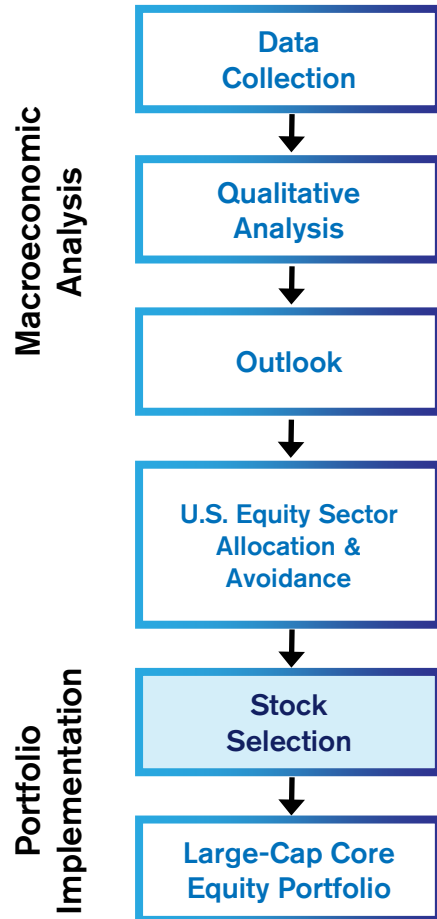 Macroeconomic
Analysis
Data
Collection
Qualitative
Analysis
Outlook
U.S. Equity Sector
Allocation &
Avoidance
Portfolio
Implementation
Stock
Selection
Large-Cap Core
Equity Portfolio